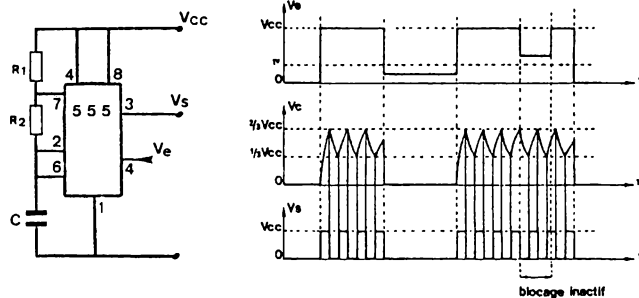 Vcc
R1
4
8
7
3
Vs
5 5 5
R2
2
Ve
6
4
C
1
Ve
Vcc
0
Vc
2/3Vcc
1/3Vcc
0
Vs
Vcc
0
blocage inactif